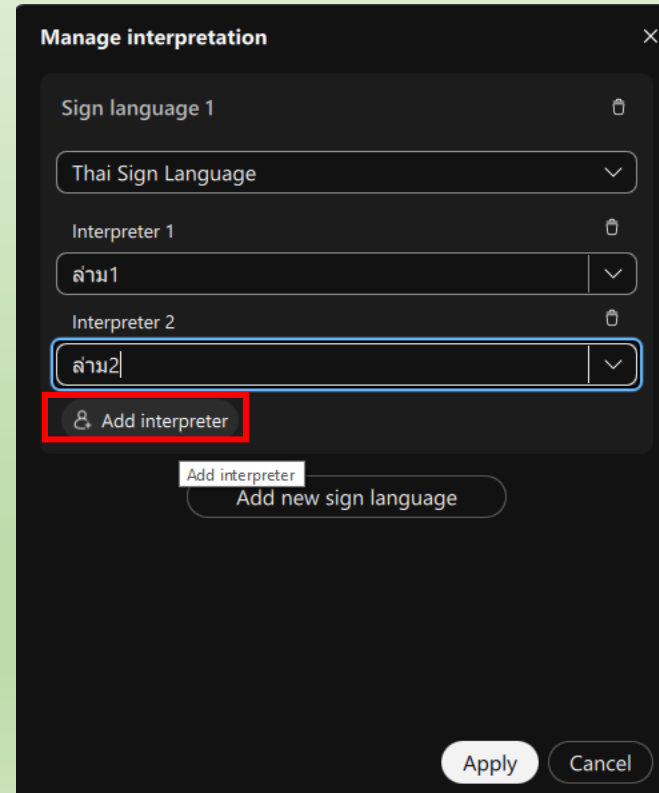 Manage interpretation
Sign language 1
Thai Sign Language
Interpreter 1
ล่าม1
Interpreter 2
ล่าม2
Add interpreter
Add interpreter
Add new sign language
Apply
Cancel